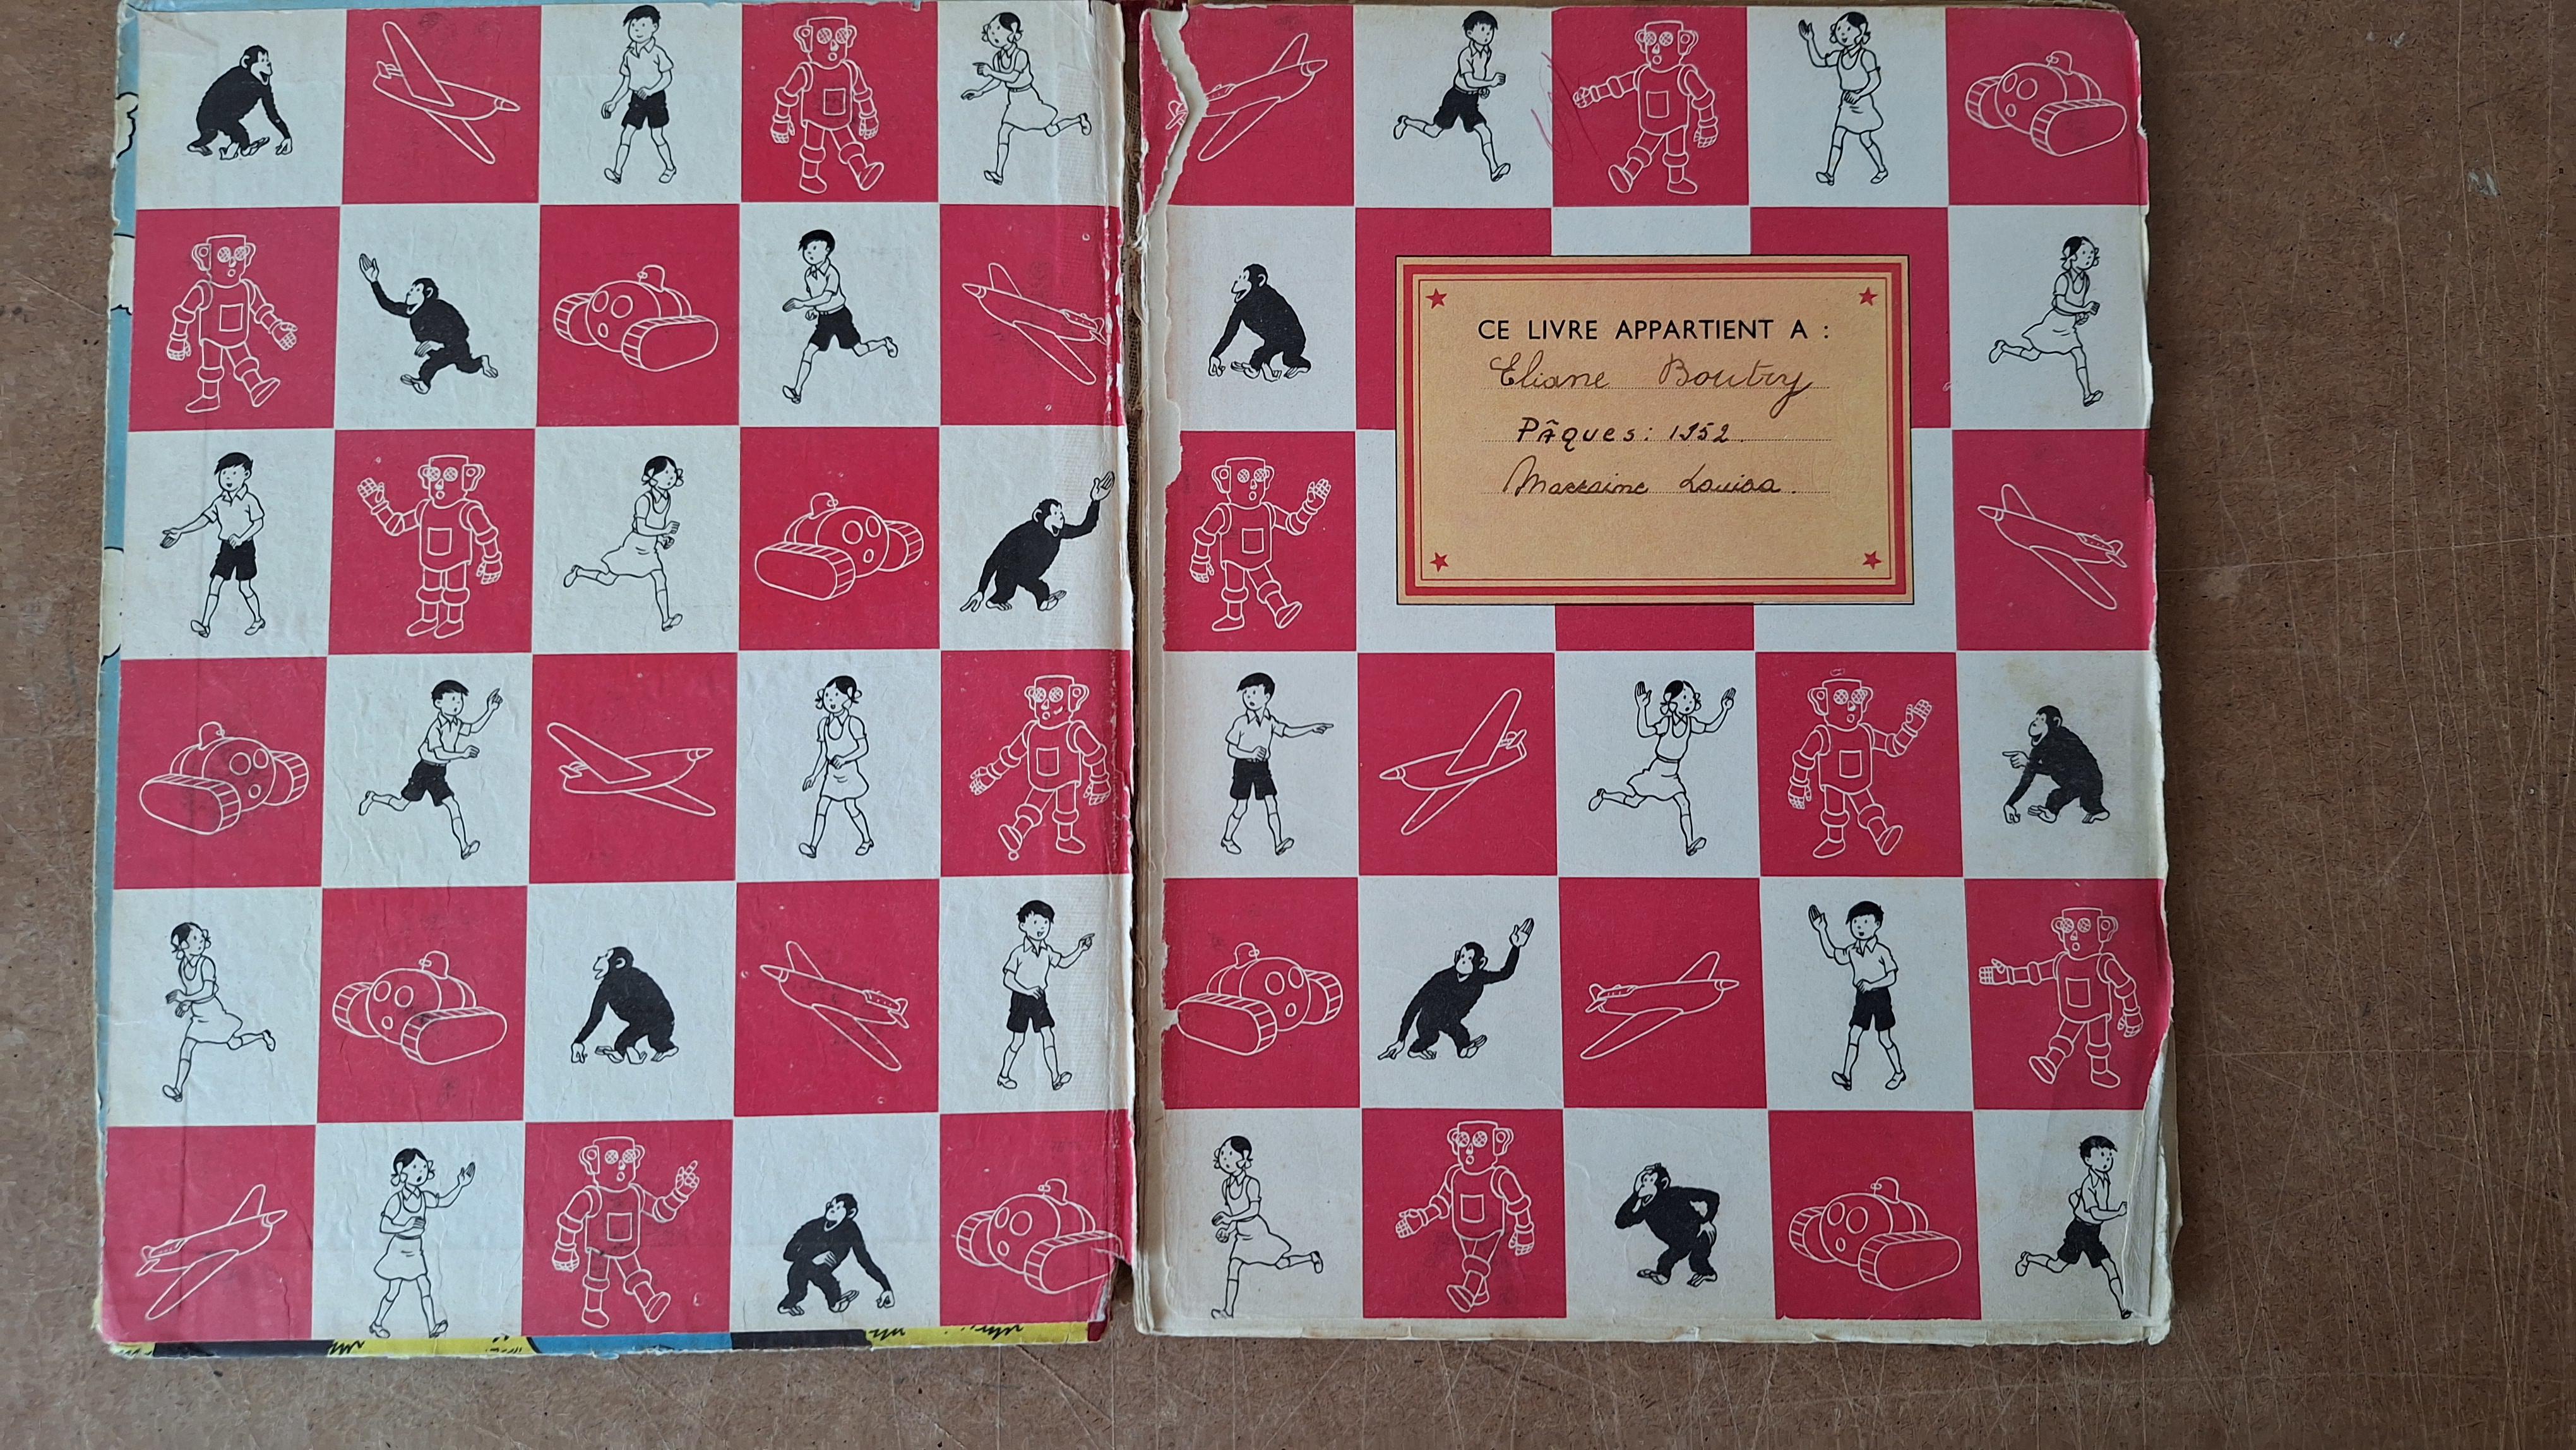 CE LIVRE APPARTIENT A :
Eliane Boutry
Pâques: 1952.
Marraine Louisa.